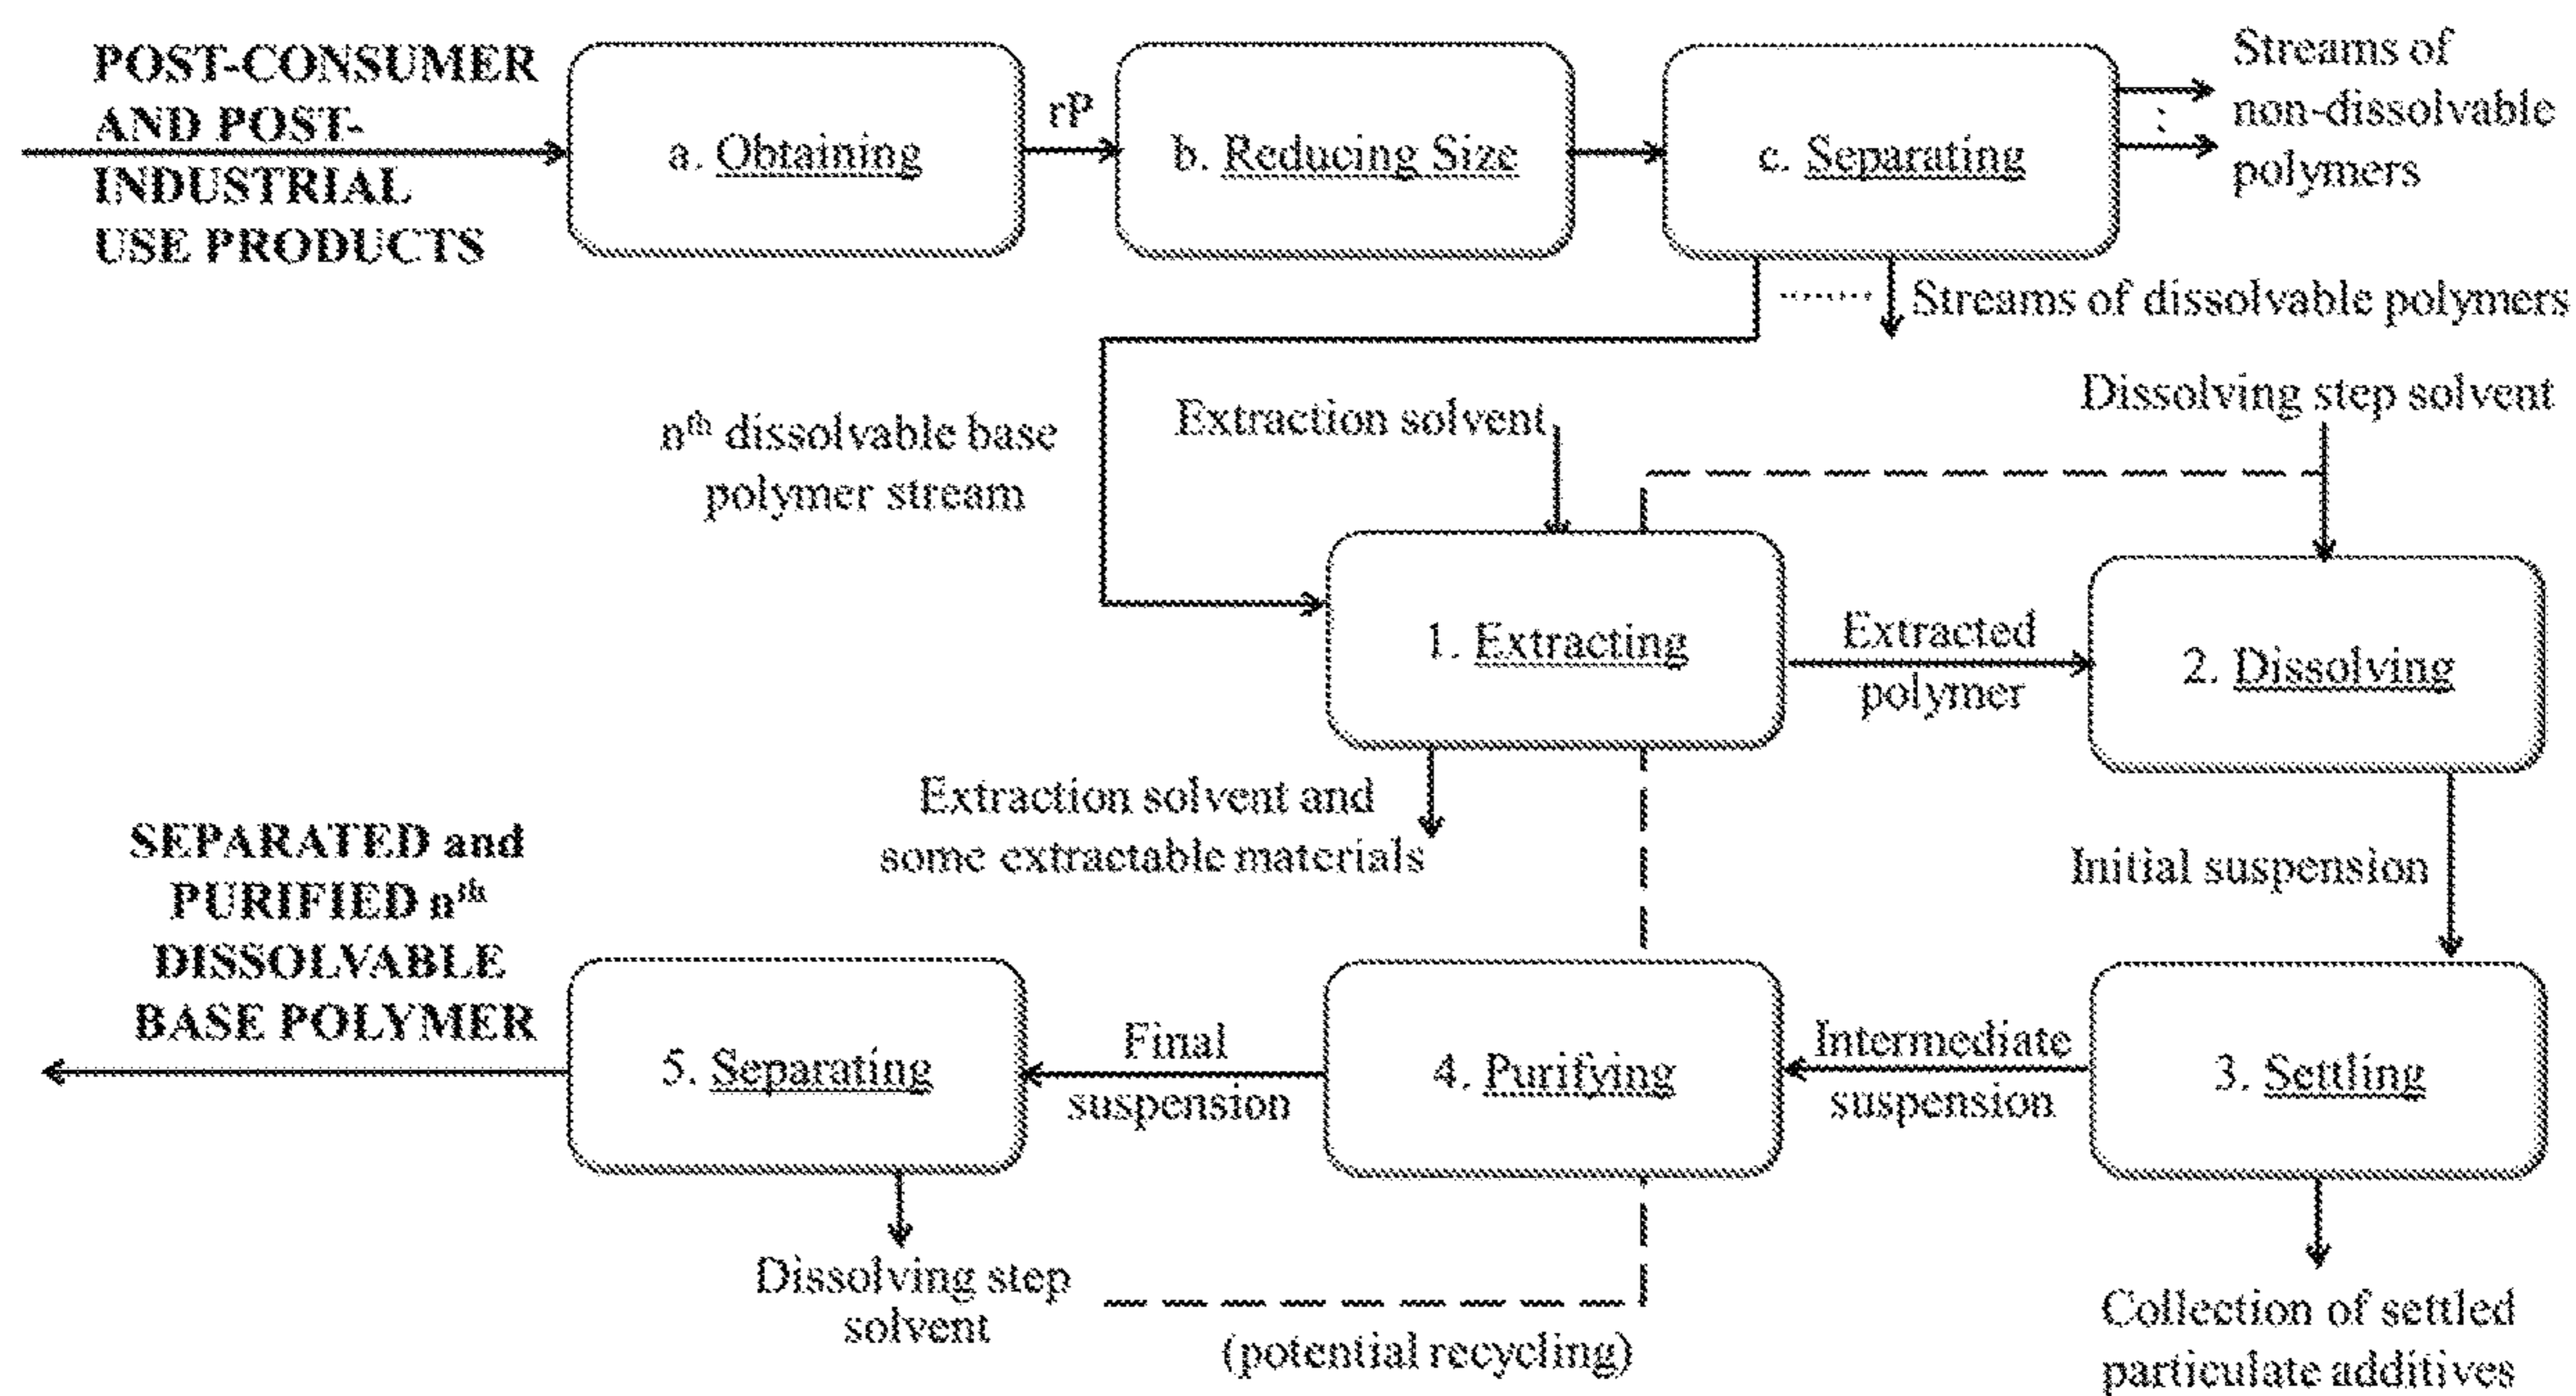 POST-CONSUMER
AND POST-
INDUSTRIAL
USE PRODUCTS
a. Obtaining
rP
b. Reducing Size
c. Separating
Streams of
non-dissolvable
polymers
Streams of dissolvable polymers
nth dissolvable base
polymer stream
Extraction solvent
Dissolving step solvent
1. Extracting
Extracted
polymer
2. Dissolving
Extraction solvent and
some extractable materials
Initial suspension
SEPARATED and
PURIFIED nth
DISSOLVABLE
BASE POLYMER
5. Separating
Final
suspension
4. Purifying
Intermediate
suspension
3. Settling
Dissolving step
solvent
(potential recycling)
Collection of settled
particulate additives